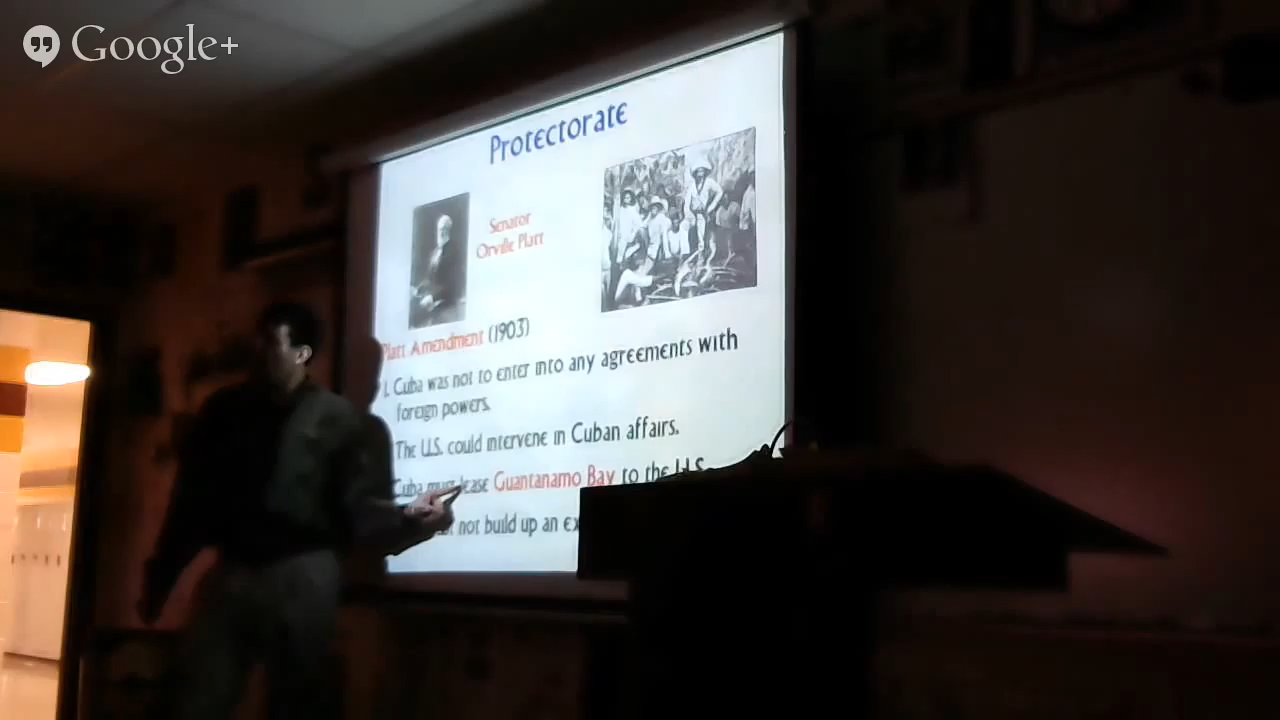 Google+
Protectorate
Senator
Orville Platt
Platt Amendment (1903)
1. Cuba was not to enter into any agreements with
foreign powers.
The U.S. could intervene in Cuban affairs.
Cuba must lease Guantanamo Bay to the U.S.
not build up an